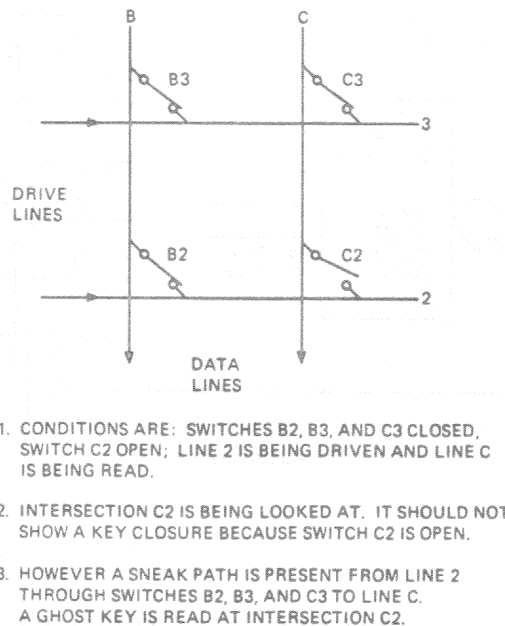 B
C
B3
C3
3
DRIVE
LINES
B2
C2
2
DATA
LINES
1. CONDITIONS ARE: SWITCHES B2, B3, AND C3 CLOSED,
SWITCH C2 OPEN; LINE 2 IS BEING DRIVEN AND LINE C
IS BEING READ.
2. INTERSECTION C2 IS BEING LOOKED AT. IT SHOULD NOT
SHOW A KEY CLOSURE BECAUSE SWITCH C2 IS OPEN.
3. HOWEVER A SNEAK PATH IS PRESENT FROM LINE 2
THROUGH SWITCHES B2, B3, AND C3 TO LINE C.
A GHOST KEY IS READ AT INTERSECTION C2.